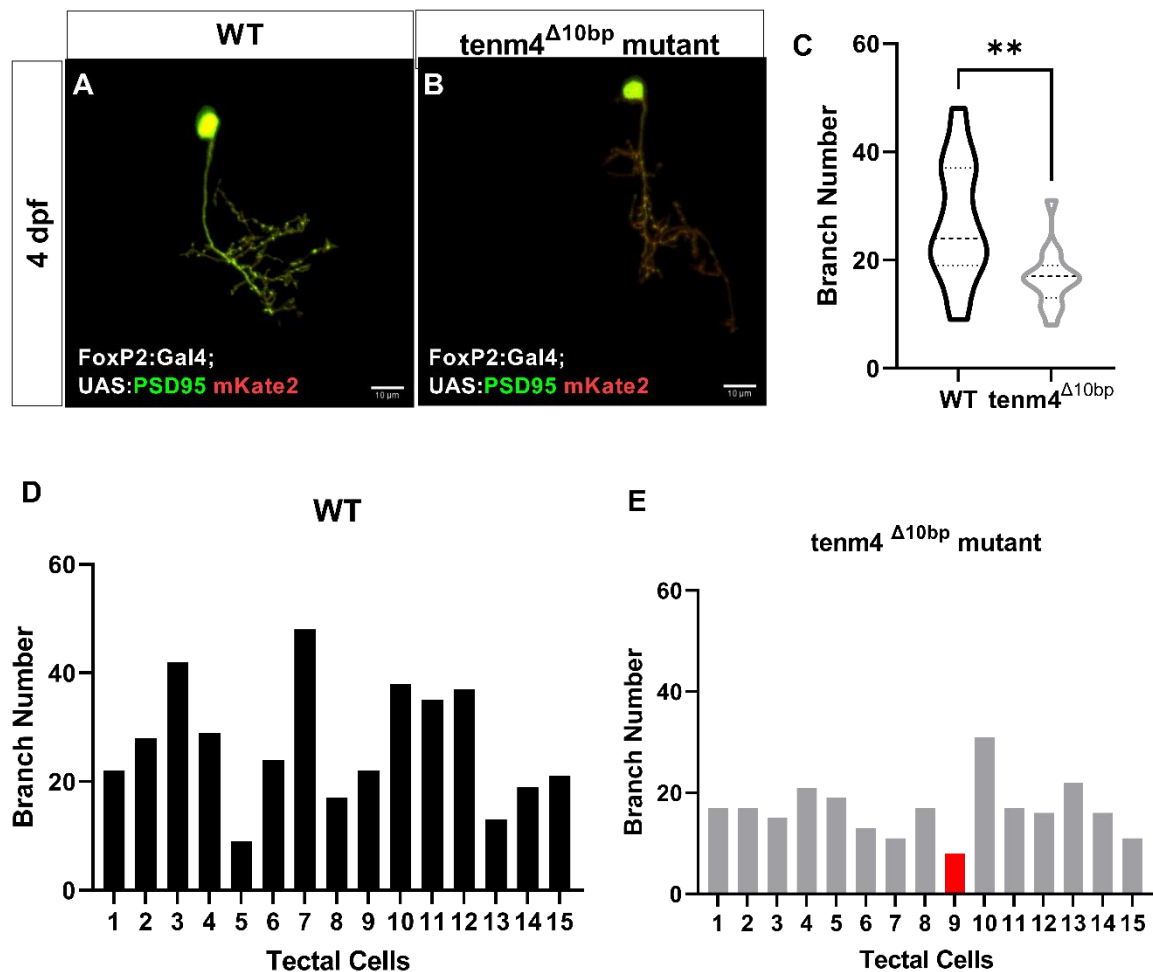 WT
tenm4Δ10bp mutant
4 dpf
A
FoxP2:Gal4;
UAS:PSD95 mKate2
10 µm
B
FoxP2:Gal4;
UAS:PSD95 mKate2
10 µm
C
**
Branch Number
60
40
20
0
WT tenm4Δ10bp
D
WT
Branch Number
60
40
20
0
1 2 3 4 5 6 7 8 9 10 11 12 13 14 15
Tectal Cells
E
tenm4 Δ10bp mutant
Branch Number
60
40
20
0
1 2 3 4 5 6 7 8 9 10 11 12 13 14 15
Tectal Cells